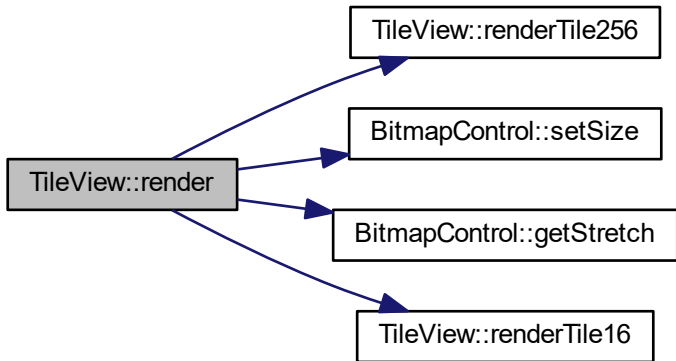 TileView::renderTile256
BitmapControl::setSize
TileView::render
BitmapControl::getStretch
TileView::renderTile16